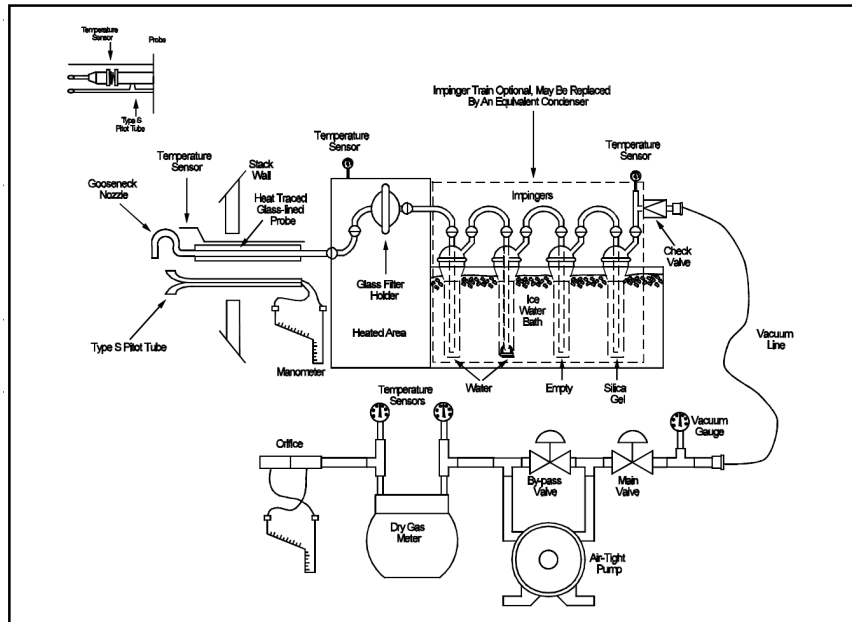 Temperature
Sensor
Probe
Type S
Pitot Tube
Impinger Train Optional, May Be Replaced
By An Equivalent Condenser
Temperature
Sensor
Temperature
Sensor
Temperature
Sensor
Stack
Wall
Gooseneck
Nozzle
Heat Traced
Glass-lined
Probe
Impingers
Check
Valve
Glass Filter
Holder
Ice
Water
Bath
Heated Area
Vacuum
Line
Type S Pitot Tube
Manometer
Water
Empty
Silica
Gel
Temperature
Sensors
Vacuum
Gauge
Orifice
By-pass
Valve
Main
Valve
Dry Gas
Meter
Air-Tight
Pump